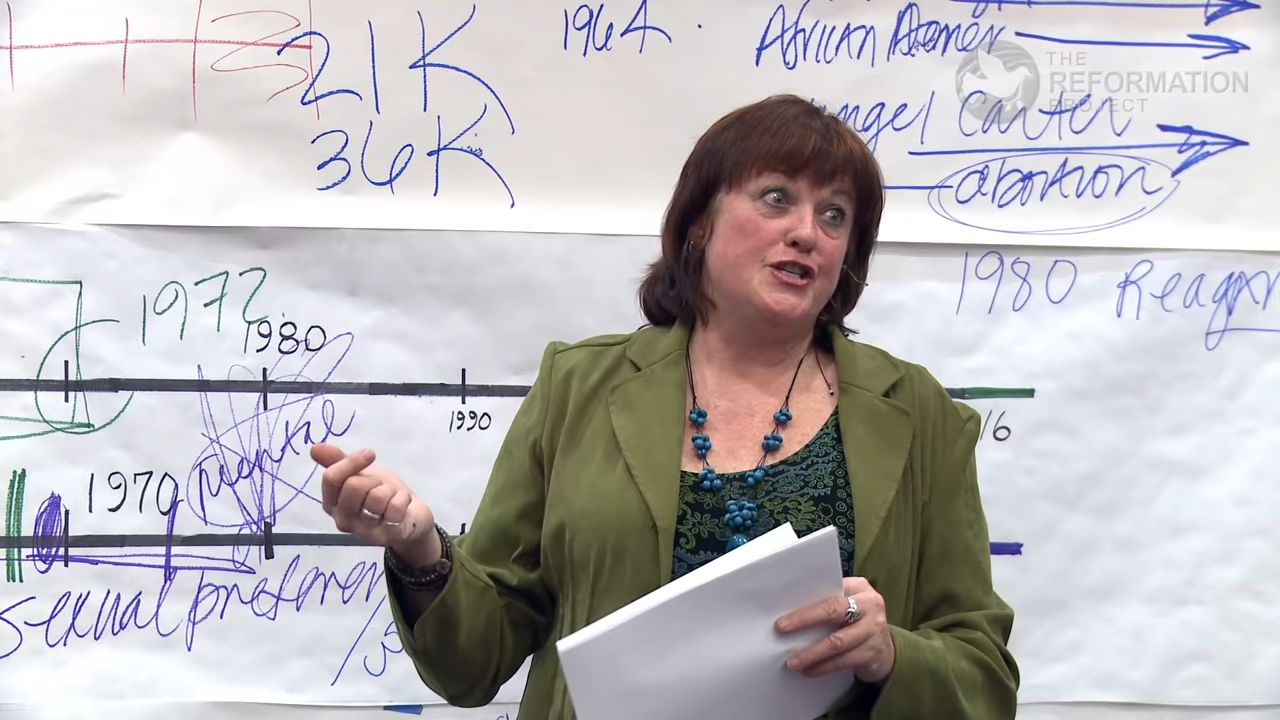 21K
36K
1964
African Amer
THE
REFORMATION
PROJECT
Carter
abortion
1980 Reagan
1972
1980
1990
16
1970
mental
sexual preferen